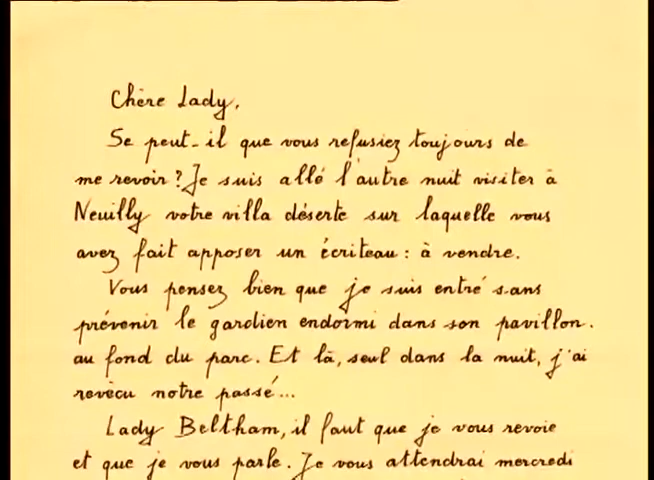 Chère Lady,
Se peut-il que vous refusiez toujours de
me revoir ? Je suis allé l'autre nuit visiter à
Neuilly votre villa déserte sur laquelle vous
avez fait apposer un écriteau : à vendre.
Vous pensez bien que je suis entré sans
prévenir le gardien endormi dans son pavillon.
au fond du parc. Et là, seul dans la nuit, j'ai
revécu notre passé...
Lady Beltham, il faut que je vous revoie
et que je vous parle. Je vous attendrai mercredi